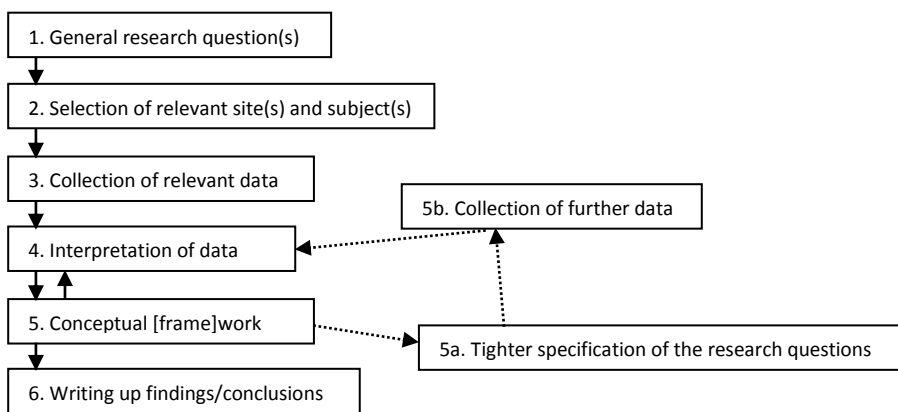 1. General research question(s)
2. Selection of relevant site(s) and subject(s)
3. Collection of relevant data
5b. Collection of further data
4. Interpretation of data
5. Conceptual [frame]work
5a. Tighter specification of the research questions
6. Writing up findings/conclusions